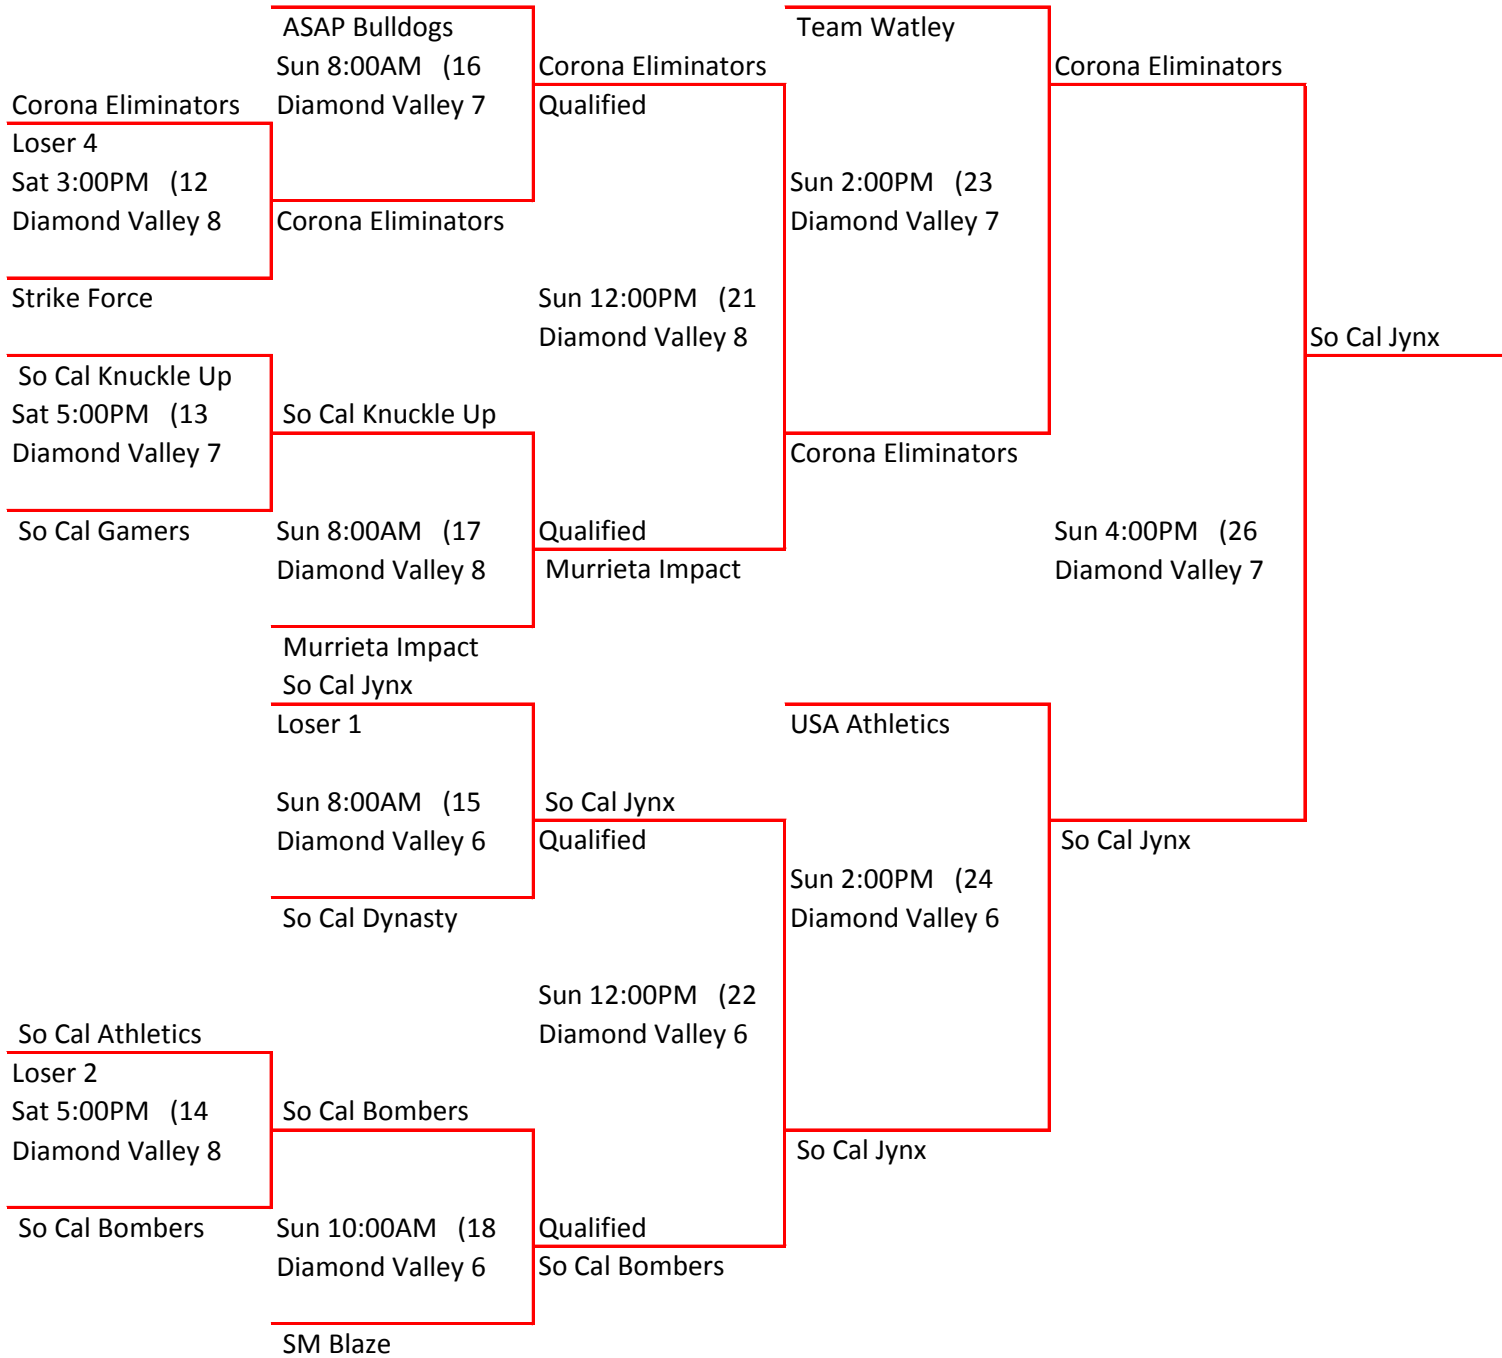 ASAP Bulldogs
Team Watley
Sun 8:00AM (16
Corona Eliminators
Corona Eliminators
Corona Eliminators
Diamond Valley 7
Qualified
Loser 4
Sat 3:00PM (12
Sun 2:00PM (23
Diamond Valley 8
Corona Eliminators
Diamond Valley 7
Strike Force
Sun 12:00PM (21
Diamond Valley 8
So Cal Jynx
So Cal Knuckle Up
Sat 5:00PM (13
So Cal Knuckle Up
Diamond Valley 7
Corona Eliminators
So Cal Gamers
Sun 8:00AM (17
Qualified
Sun 4:00PM (26
Diamond Valley 8
Murrieta Impact
Diamond Valley 7
Murrieta Impact
So Cal Jynx
Loser 1
USA Athletics
Sun 8:00AM (15
So Cal Jynx
Diamond Valley 6
Qualified
So Cal Jynx
Sun 2:00PM (24
So Cal Dynasty
Diamond Valley 6
Sun 12:00PM (22
So Cal Athletics
Diamond Valley 6
Loser 2
Sat 5:00PM (14
So Cal Bombers
Diamond Valley 8
So Cal Jynx
So Cal Bombers
Sun 10:00AM (18
Qualified
Diamond Valley 6
So Cal Bombers
SM Blaze